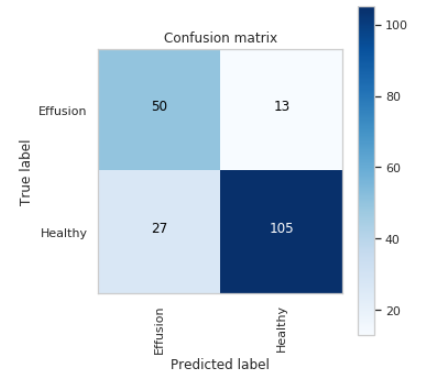 Confusion matrix
True label
Effusion
50
13
Healthy
27
105
Effusion
Healthy
Predicted label
100
80
60
40
20